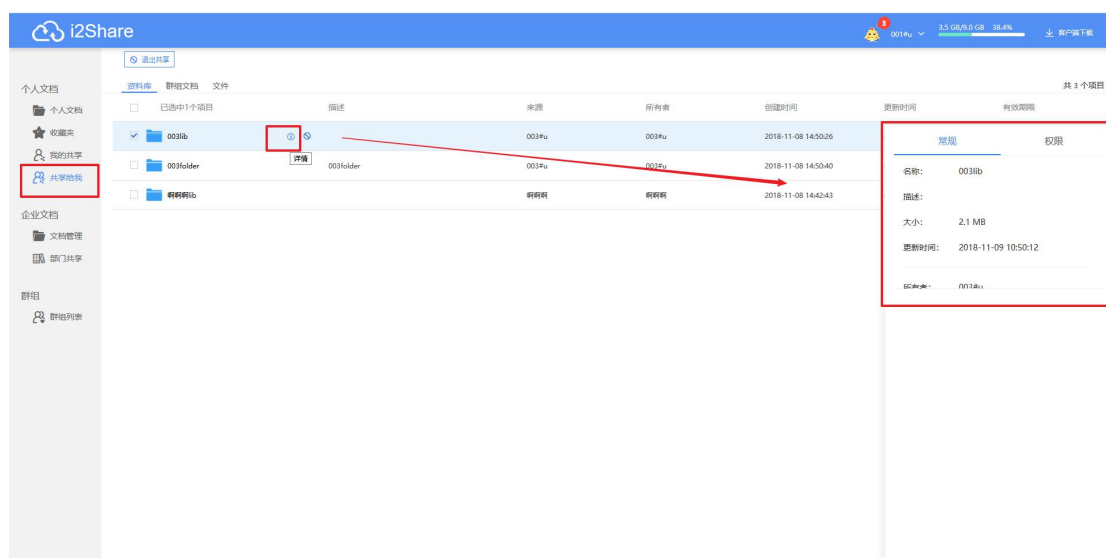 i2Share
3
001#u
3.5 GB/9.0 GB 38.4%
客户端下载
退出共享
个人文档
个人文档
收藏夹
我的共享
共享给我
企业文档
文档管理
部门共享
群组
群组列表
资料库 群组文档 文件
共 3 个项目
已选中1个项目 描述 来源 所有者 创建时间 更新时间 有效期限
003lib 003#u 003#u 2018-11-08 14:50:26
详情
003folder 003folder 003#u 003#u 2018-11-08 14:50:40
啊啊啊lib 啊啊啊 啊啊啊 2018-11-08 14:42:43
常规 权限
名称: 003lib
描述:
大小: 2.1 MB
更新时间: 2018-11-09 10:50:12
所有者: 003#u